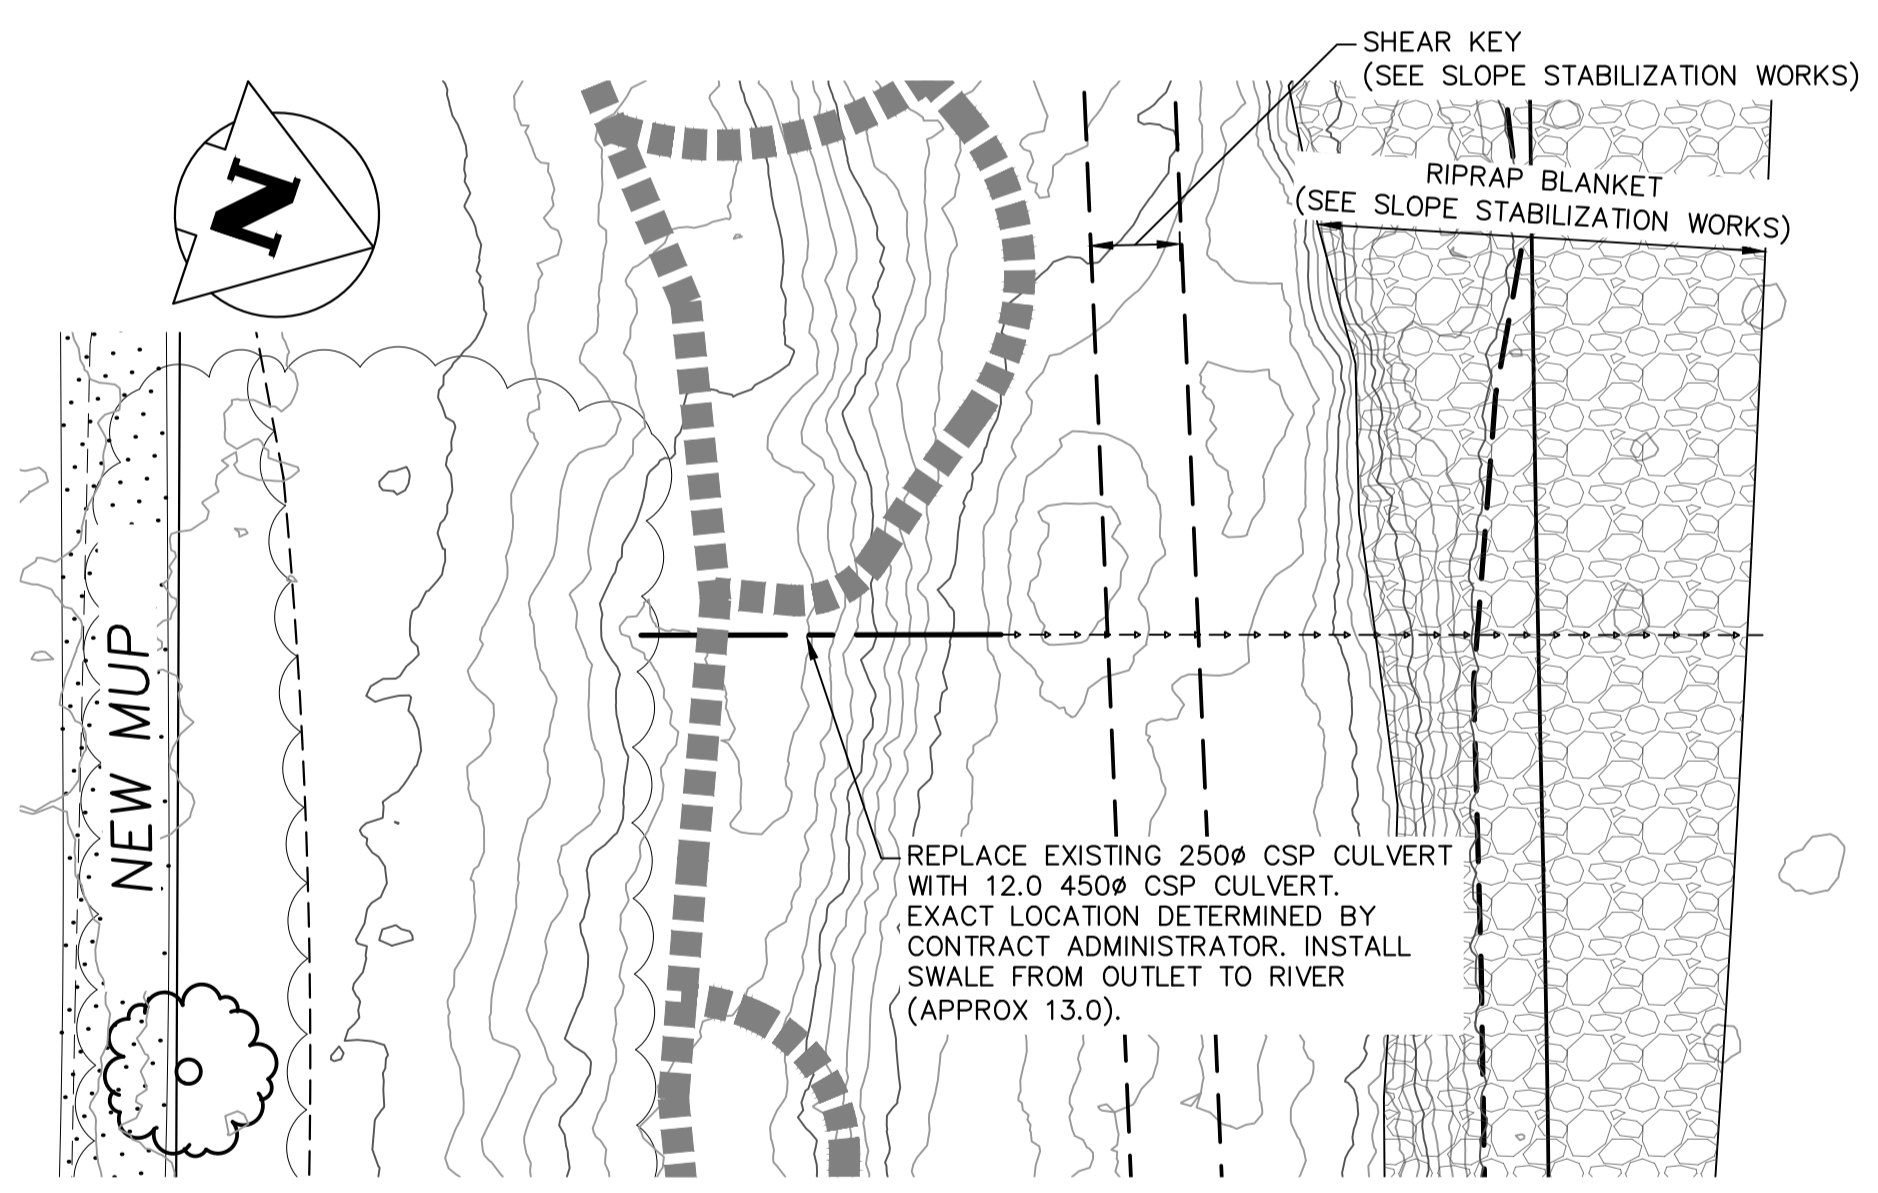 SHEAR KEY
(SEE SLOPE STABILIZATION WORKS)
N
RIPRAP BLANKET
(SEE SLOPE STABILIZATION WORKS)
NEW MUP
REPLACE EXISTING 250ø CSP CULVERT
WITH 12.0 450ø CSP CULVERT.
EXACT LOCATION DETERMINED BY
CONTRACT ADMINISTRATOR. INSTALL
SWALE FROM OUTLET TO RIVER
(APPROX 13.0).